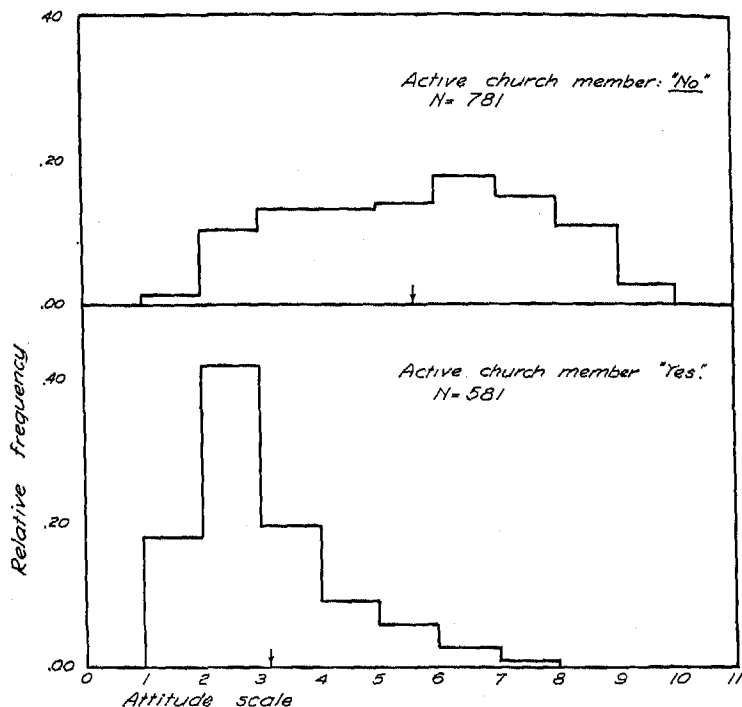 .40
Active church member: "No"
N= 781
.20
.00
.40
Active church member "Yes".
N= 581
Relative frequency
.20
.00
0 1 2 3 4 5 6 7 8 9 10 11
Attitude scale